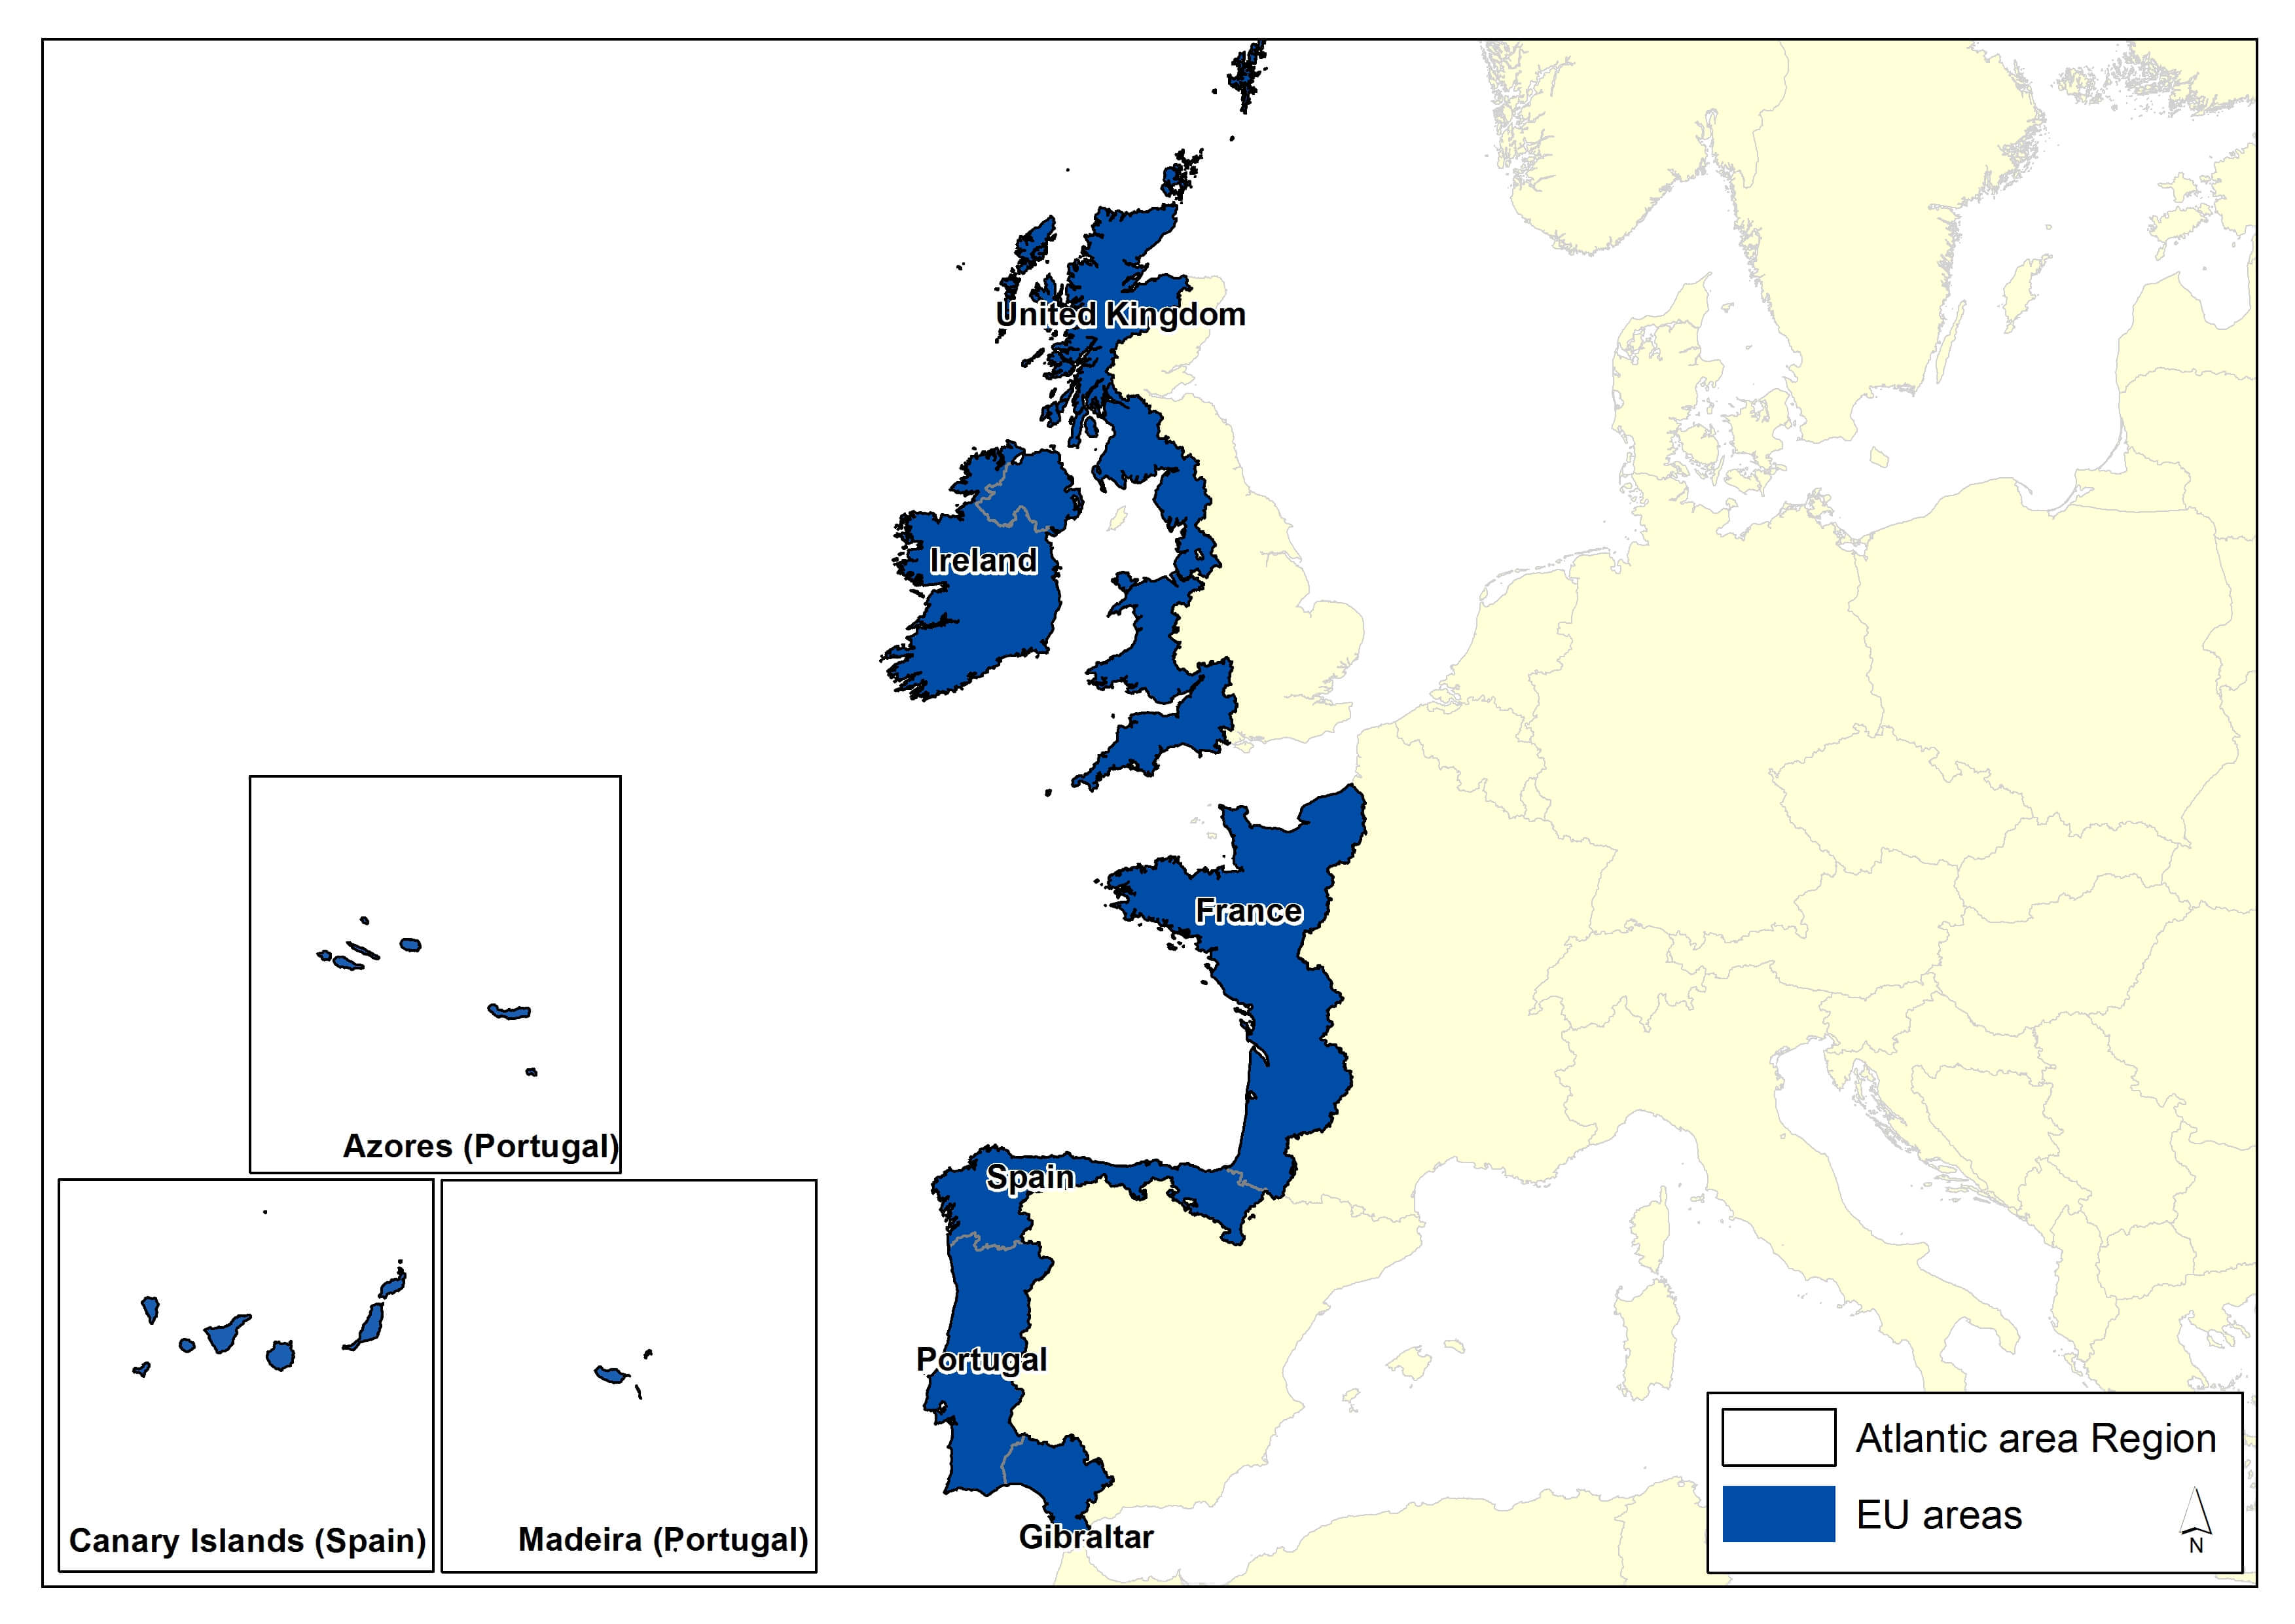 United Kingdom
Ireland
France
Azores (Portugal)
Spain
Portugal
Canary Islands (Spain)
Madeira (Portugal)
Gibraltar
Atlantic area Region
EU areas
N